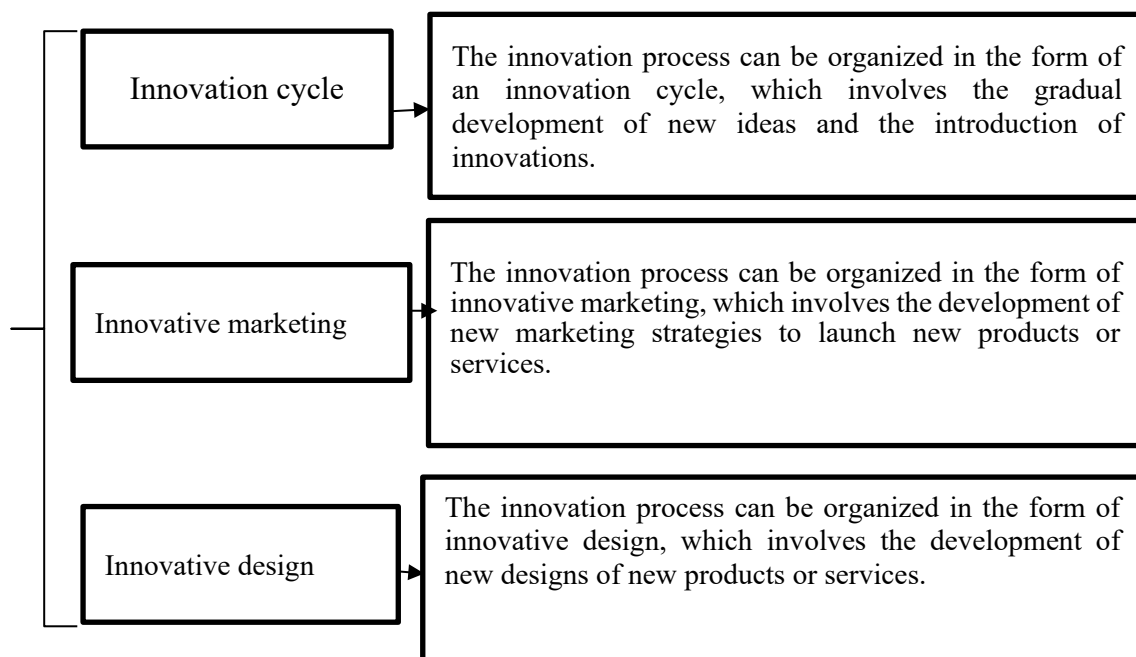 Innovation cycle
The innovation process can be organized in the form of
an innovation cycle, which involves the gradual
development of new ideas and the introduction of
innovations.
Innovative marketing
The innovation process can be organized in the form of
innovative marketing, which involves the development of
new marketing strategies to launch new products or
services.
Innovative design
The innovation process can be organized in the form of
innovative design, which involves the development of
new designs of new products or services.